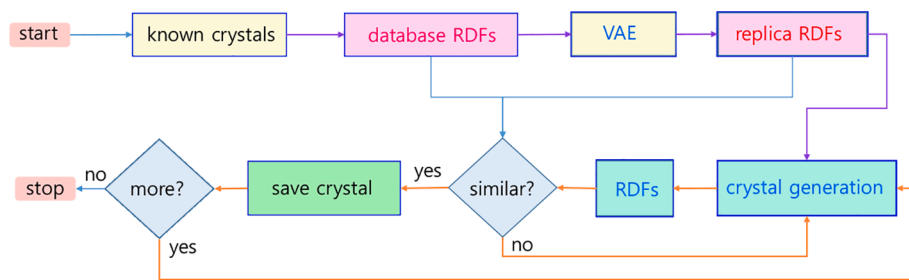 start
known crystals
database RDFs
VAE
replica RDFs
stop
no
more?
save crystal
yes
similar?
RDFs
crystal generation
yes
no